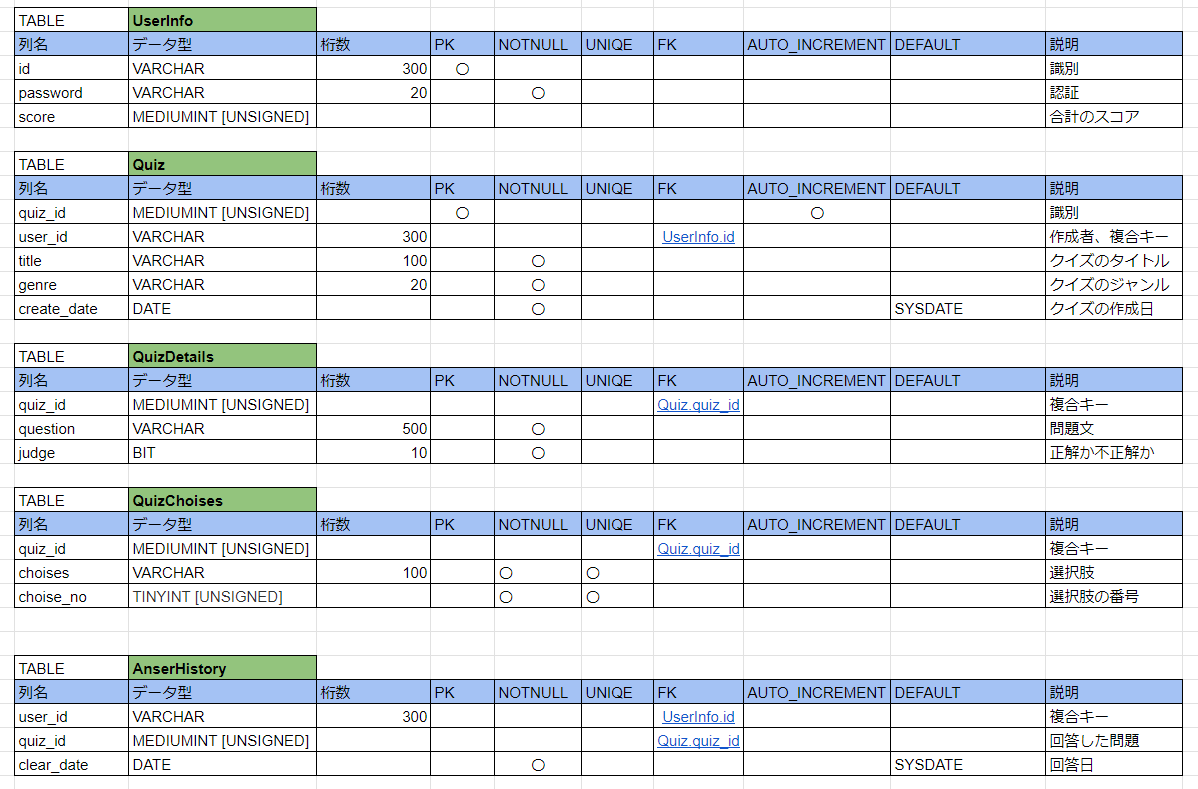 TABLE UserInfo
列名 データ型 桁数 PK NOTNULL UNIQE FK AUTO_INCREMENT DEFAULT 説明
id VARCHAR 300 〇 識別
password VARCHAR 20 〇 認証
score MEDIUMINT [UNSIGNED] 合計のスコア
TABLE Quiz
列名 データ型 桁数 PK NOTNULL UNIQE FK AUTO_INCREMENT DEFAULT 説明
quiz_id MEDIUMINT [UNSIGNED] 〇 〇 識別
user_id VARCHAR 300 UserInfo.id 作成者、複合キー
title VARCHAR 100 〇 クイズのタイトル
genre VARCHAR 20 〇 クイズのジャンル
create_date DATE 〇 SYSDATE クイズの作成日
TABLE QuizDetails
列名 データ型 桁数 PK NOTNULL UNIQE FK AUTO_INCREMENT DEFAULT 説明
quiz_id MEDIUMINT [UNSIGNED] Quiz.quiz_id 複合キー
question VARCHAR 500 〇 問題文
judge BIT 10 〇 正解か不正解か
TABLE QuizChoises
列名 データ型 桁数 PK NOTNULL UNIQE FK AUTO_INCREMENT DEFAULT 説明
quiz_id MEDIUMINT [UNSIGNED] Quiz.quiz_id 複合キー
choises VARCHAR 100 〇 〇 選択肢
choise_no TINYINT [UNSIGNED] 〇 〇 選択肢の番号
TABLE AnserHistory
列名 データ型 桁数 PK NOTNULL UNIQE FK AUTO_INCREMENT DEFAULT 説明
user_id VARCHAR 300 UserInfo.id 複合キー
quiz_id MEDIUMINT [UNSIGNED] Quiz.quiz_id 回答した問題
clear_date DATE 〇 SYSDATE 回答日